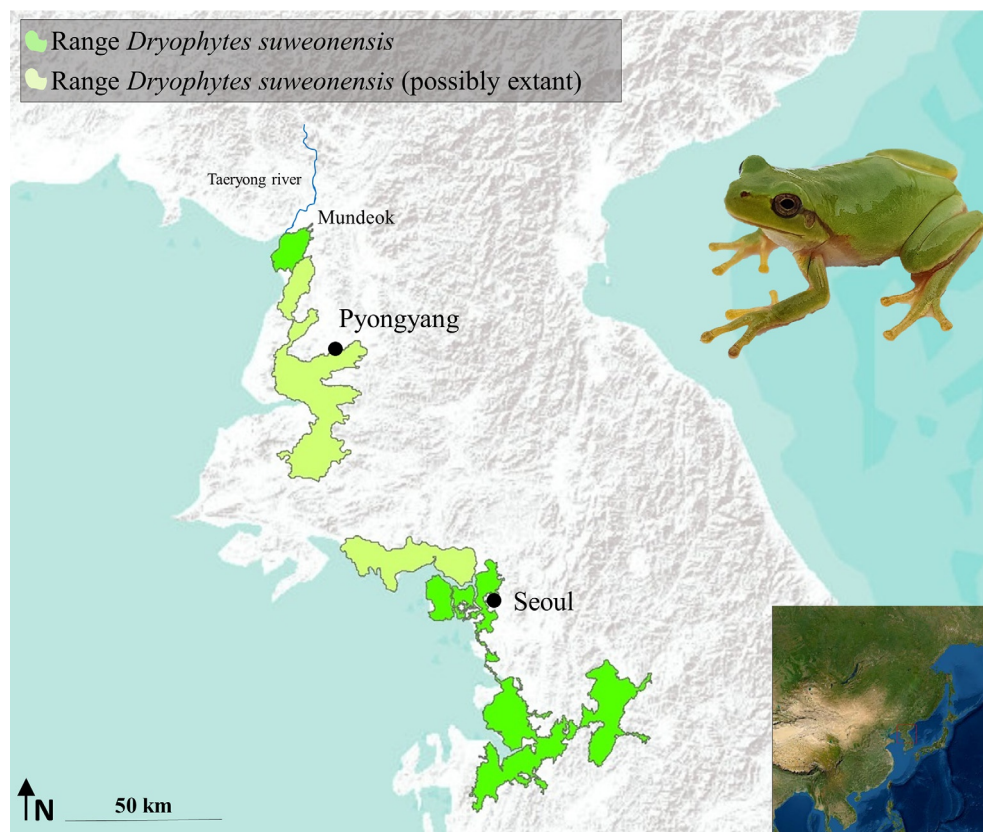 Range Dryophytes suweonensis
Range Dryophytes suweonensis (possibly extant)
Taeryong river
Mundeok
Pyongyang
Seoul
N
50 km